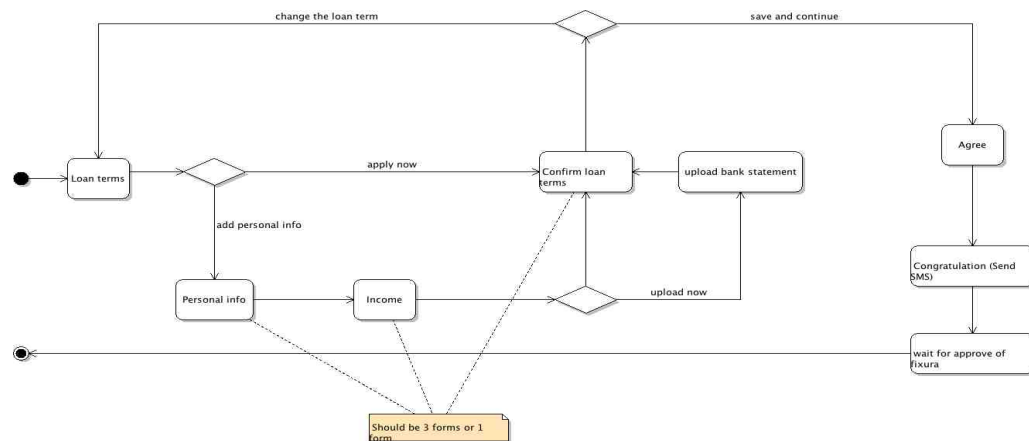 change the loan term
save and continue
Agree
Loan terms
apply now
Confirm loan
terms
upload bank statement
add personal info
Congratulation (Send
SMS)
Personal info
Income
upload now
wait for approve of
fixura
Should be 3 forms or 1
form